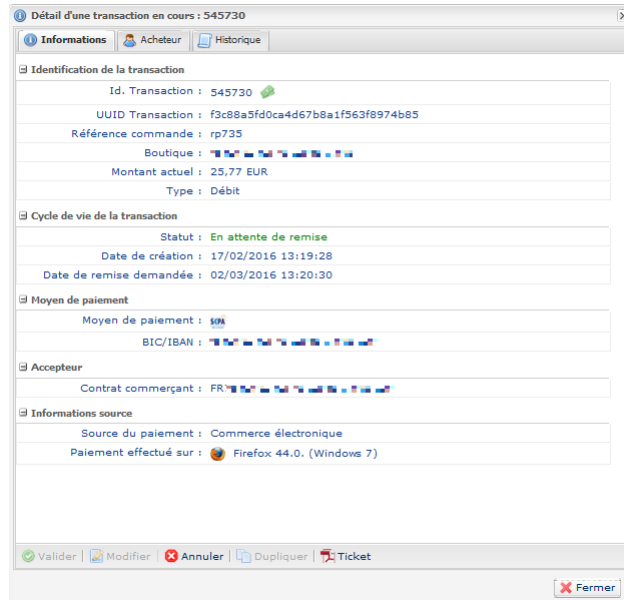 Détail d'une transaction en cours : 545730
Informations
Acheteur
Historique
Identification de la transaction
Id. Transaction : 545730
UUID Transaction : f3c88a5fd0ca4d67b8a1f563f8974b85
Référence commande : rp735
Boutique :
Montant actuel : 25,77 EUR
Type : Débit
Cycle de vie de la transaction
Statut : En attente de remise
Date de création : 17/02/2016 13:19:28
Date de remise demandée : 02/03/2016 13:20:30
Moyen de paiement
Moyen de paiement : SEPA
BIC/IBAN :
Accepteur
Contrat commerçant : FR
Informations source
Source du paiement : Commerce électronique
Paiement effectué sur : Firefox 44.0. (Windows 7)
Valider | Modifier | Annuler | Dupliquer | Ticket
Fermer